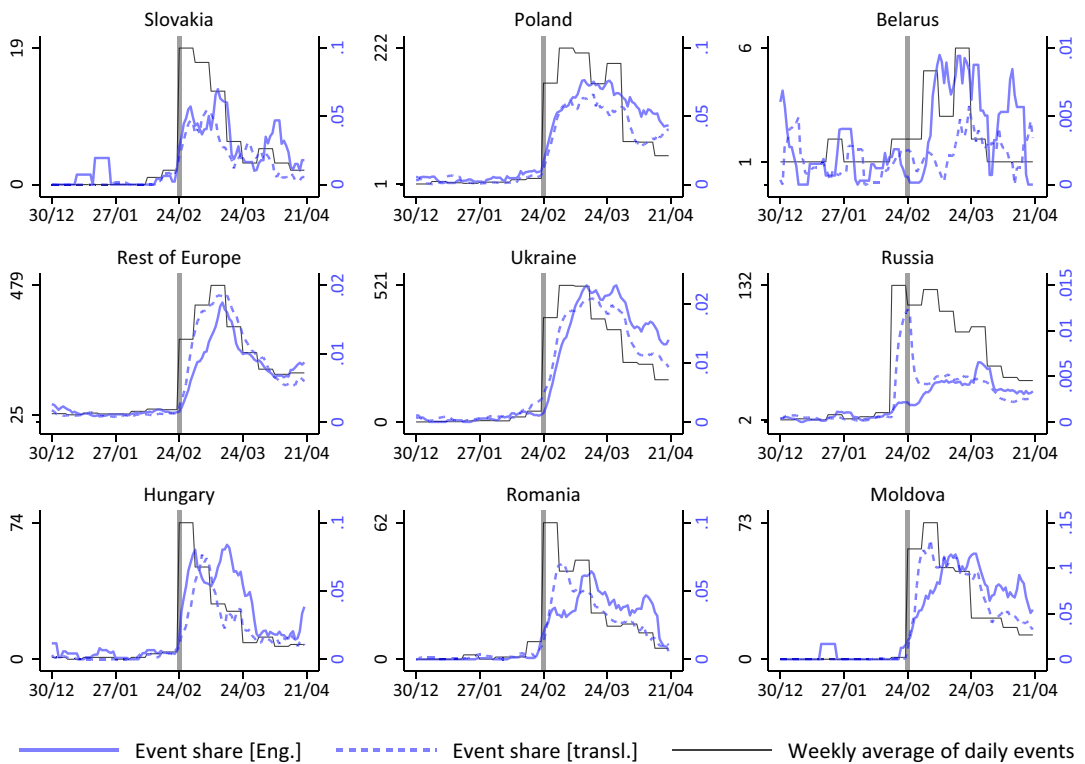 Slovakia
19
0
.1
.05
0
30/12 27/01 24/02 24/03 21/04
Poland
222
1
.1
.05
0
30/12 27/01 24/02 24/03 21/04
Belarus
6
1
.01
.005
0
30/12 27/01 24/02 24/03 21/04
Rest of Europe
479
25
.02
.01
0
30/12 27/01 24/02 24/03 21/04
Ukraine
521
0
.02
.01
0
30/12 27/01 24/02 24/03 21/04
Russia
132
2
.015
.01
.005
0
30/12 27/01 24/02 24/03 21/04
Hungary
74
0
.1
.05
0
30/12 27/01 24/02 24/03 21/04
Romania
62
0
.1
.05
0
30/12 27/01 24/02 24/03 21/04
Moldova
73
0
.15
.1
.05
0
30/12 27/01 24/02 24/03 21/04
Event share [Eng.] Event share [transl.] Weekly average of daily events